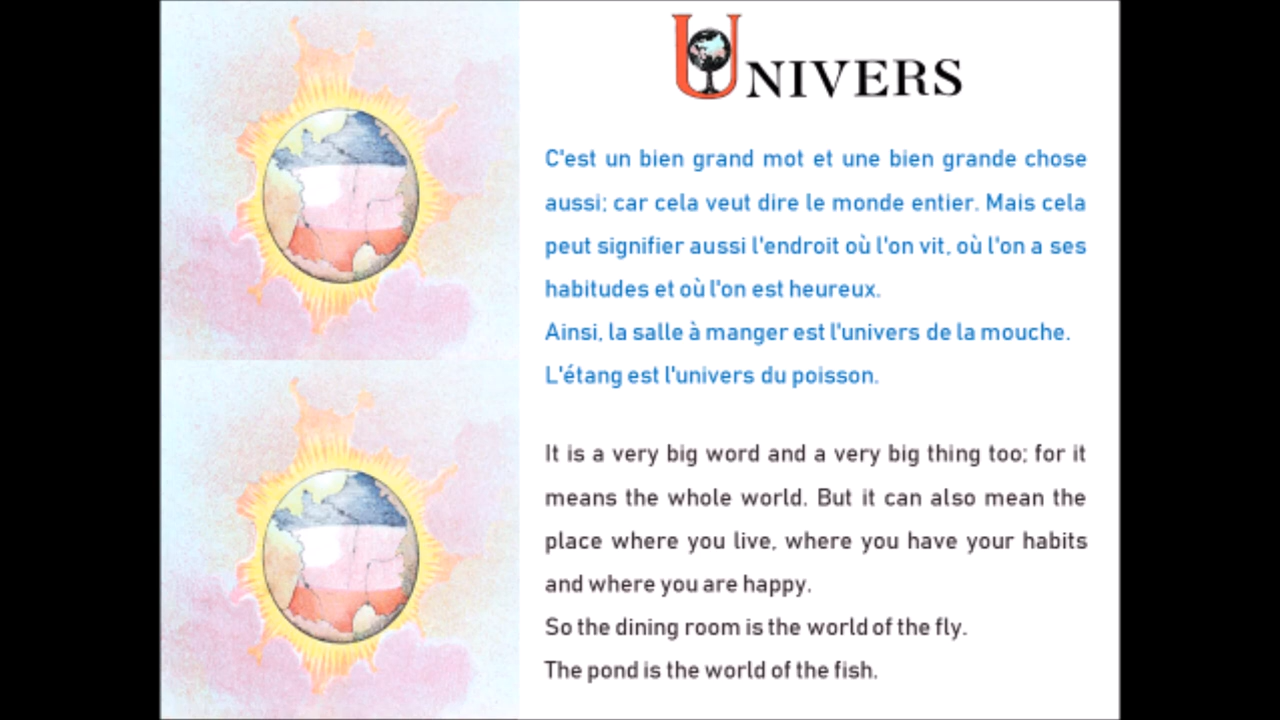 UNIVERS
C'est un bien grand mot et une bien grande chose
aussi; car cela veut dire le monde entier. Mais cela
peut signifier aussi l'endroit où l'on vit, où l'on a ses
habitudes et où l'on est heureux.
Ainsi, la salle à manger est l'univers de la mouche.
L'étang est l'univers du poisson.
It is a very big word and a very big thing too; for it
means the whole world. But it can also mean the
place where you live, where you have your habits
and where you are happy.
So the dining room is the world of the fly.
The pond is the world of the fish.